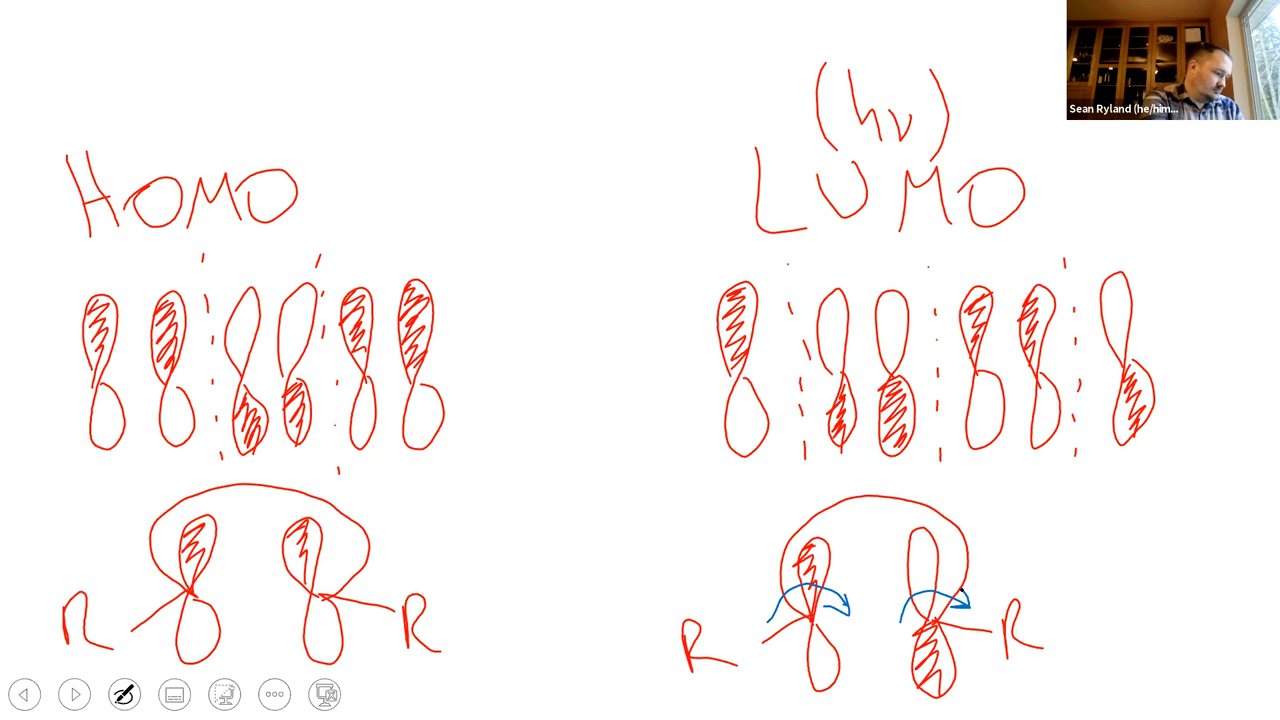 Sean Ryland (he/him...
(hν)
HOMO
LUMO
R
R
R
R